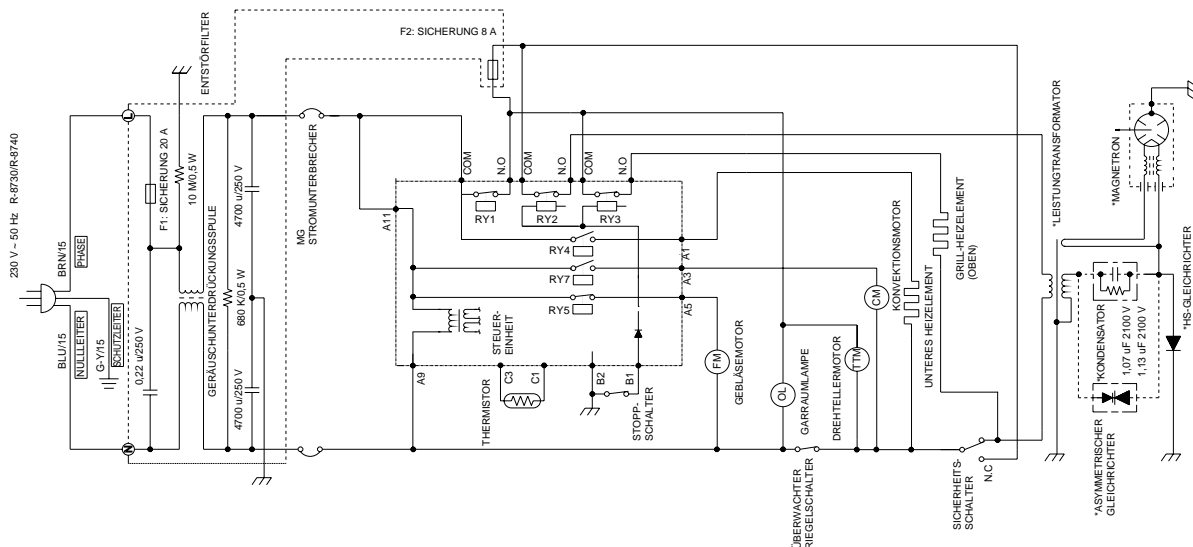 230 V ~ 50 Hz R-8730/R-8740
BRN/15
PHASE
BLU/15
NULLLEITER
G-Y/15
SCHUTZLEITER
L
N
0,22 u/250 V
F1: SICHERUNG 20 A
10 M/0,5 W
ENTSTÖRFILTER
GERÄUSCHUNTERDRÜCKUNGSSPULE
680 K/0,5 W
4700 u/250 V
4700 u/250 V
MG
STROMUNTERBRECHER
F2: SICHERUNG 8 A
COM
N.O
COM
N.O
COM
N.O
RY1
RY2
RY3
RY4
RY7
RY5
A11
A9
A1
A3
A5
STEUER-
EINHEIT
C3
C1
B2
B1
THERMISTOR
STOPP-
SCHALTER
FM
GEBLÄSEMOTOR
OL
GARRAUMLAMPE
TTM
DREHTELLERMOTOR
CM
KONVEKTIONSMOTOR
UNTERES HEIZELEMENT
GRILL-HEIZELEMENT
(OBEN)
ÜBERWACHTER
RIEGELSCHALTER
SICHERHEITS-
SCHALTER
N.C
*LEISTUNGTRANSFORMATOR
*MAGNETRON
*KONDENSATOR
1,07 uF 2100 V
1,13 uF 2100 V
*ASYMMETRISCHER
GLEICHRICHTER
*HS-GLEICHRICHTER